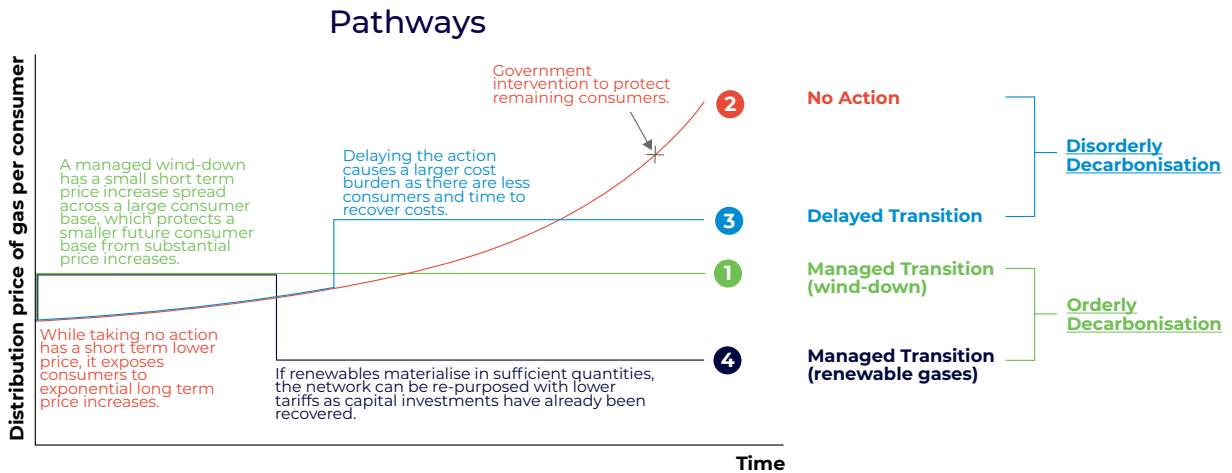 Pathways
Distribution price of gas per consumer
Government
intervention to protect
remaining consumers.
2
No Action
A managed wind-down
has a small short term
price increase spread
across a large consumer
base, which protects a
smaller future consumer
base from substantial
price increases.
Delaying the action
causes a larger cost
burden as there are less
consumers and time to
recover costs.
Disorderly
Decarbonisation
3
Delayed Transition
1
Managed Transition
(wind-down)
Orderly
Decarbonisation
While taking no action
has a short term lower
price, it exposes
consumers to
exponential long term
price increases.
4
Managed Transition
(renewable gases)
If renewables materialise in sufficient quantities,
the network can be re-purposed with lower
tariffs as capital investments have already been
recovered.
Time